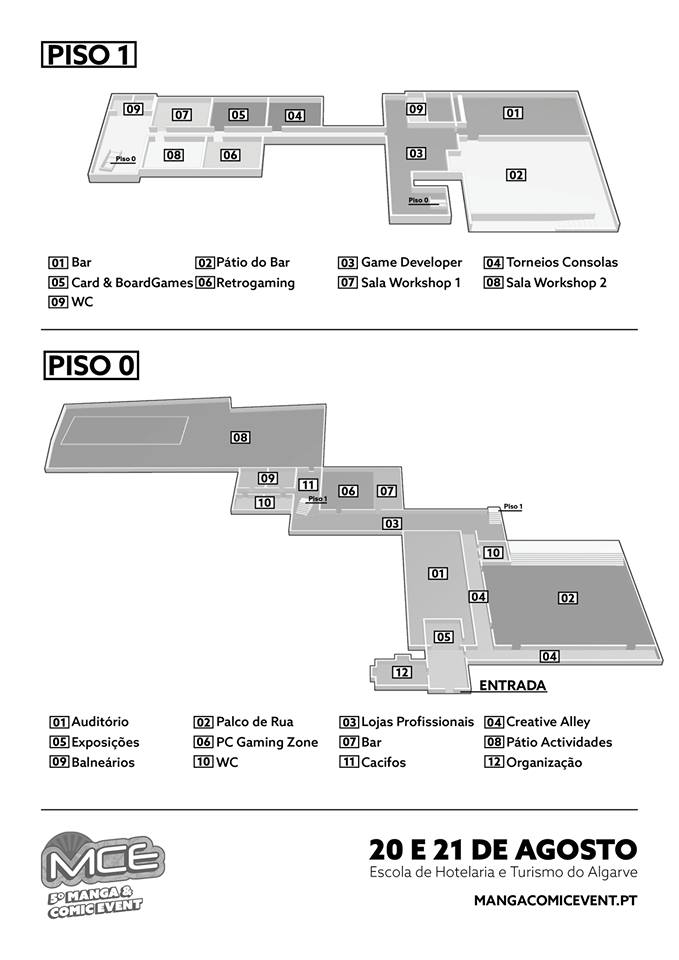 PISO 1
09 07 05 04 09 01
08 06 03 02
Piso 0
Piso 0
01 Bar 02 Pátio do Bar 03 Game Developer 04 Torneios Consolas
05 Card & BoardGames 06 Retrogaming 07 Sala Workshop 1 08 Sala Workshop 2
09 WC
PISO 0
08
09 11 06 07
10 Piso 1 03 Piso 1
10
01 04 02
05
04
12
ENTRADA
01 Auditório 02 Palco de Rua 03 Lojas Profissionais 04 Creative Alley
05 Exposições 06 PC Gaming Zone 07 Bar 08 Pátio Actividades
09 Balneários 10 WC 11 Cacifos 12 Organização
MCE
5º MANGA &
COMIC EVENT
20 E 21 DE AGOSTO
Escola de Hotelaria e Turismo do Algarve
MANGACOMICEVENT.PT